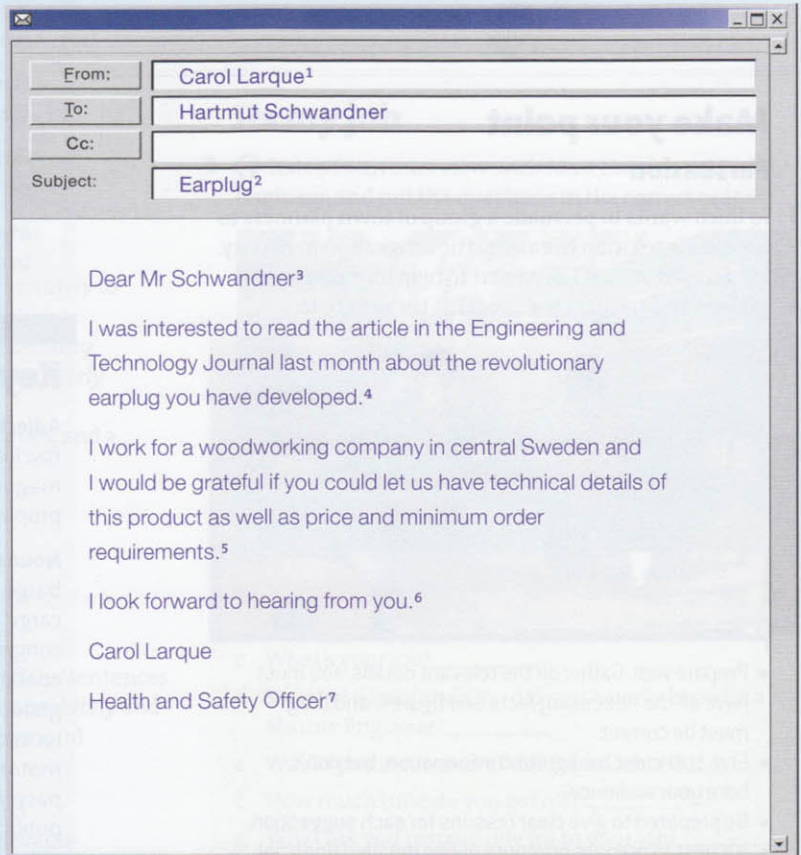 From: Carol Larque¹
To: Hartmut Schwandner
Cc:
Subject: Earplug²
Dear Mr Schwandner³
I was interested to read the article in the Engineering and
Technology Journal last month about the revolutionary
earplug you have developed.⁴
I work for a woodworking company in central Sweden and
I would be grateful if you could let us have technical details of
this product as well as price and minimum order
requirements.⁵
I look forward to hearing from you.⁶
Carol Larque
Health and Safety Officer⁷